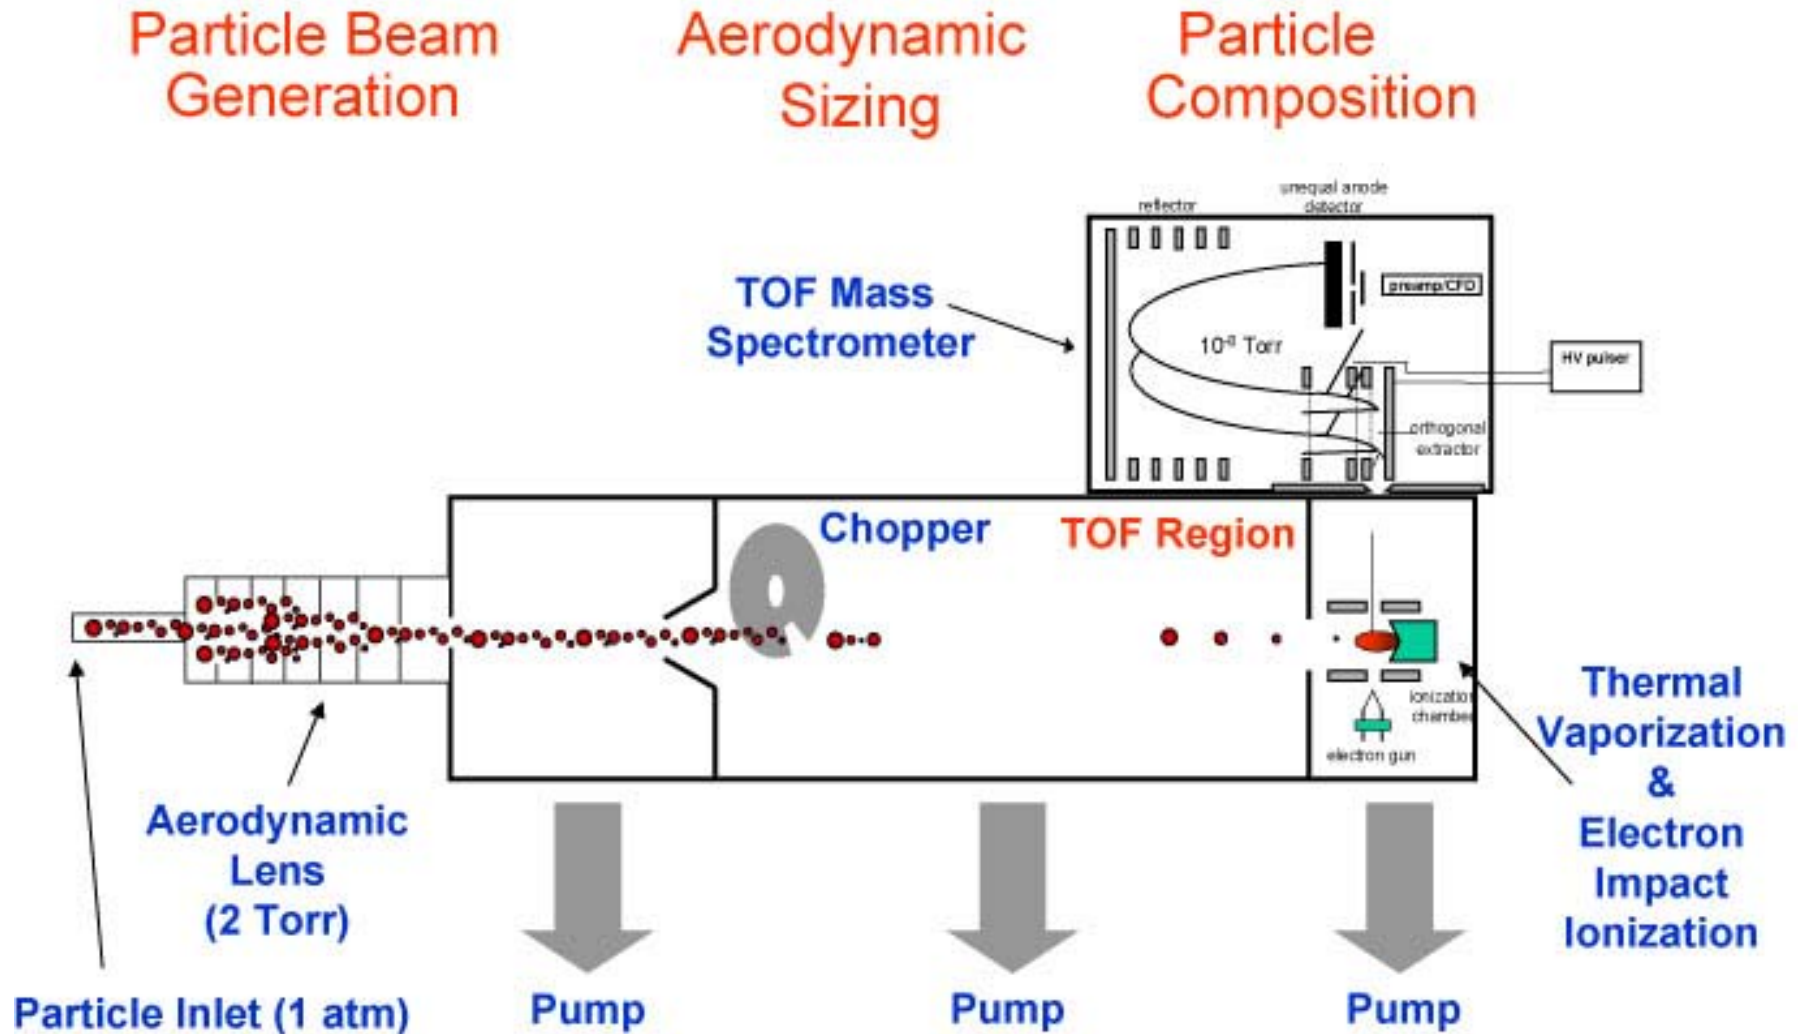 Particle Beam
Generation
Aerodynamic
Sizing
Particle
Composition
reflector
unequal anode
detector
TOF Mass
Spectrometer
preamp/CFD
Torr
HV pulser
orthogonal
extractor
Chopper
TOF Region
ionization
chamber
electron gun
Thermal
Vaporization
&
Electron
Impact
Ionization
Aerodynamic
Lens
(2 Torr)
Particle Inlet (1 atm)
Pump
Pump
Pump